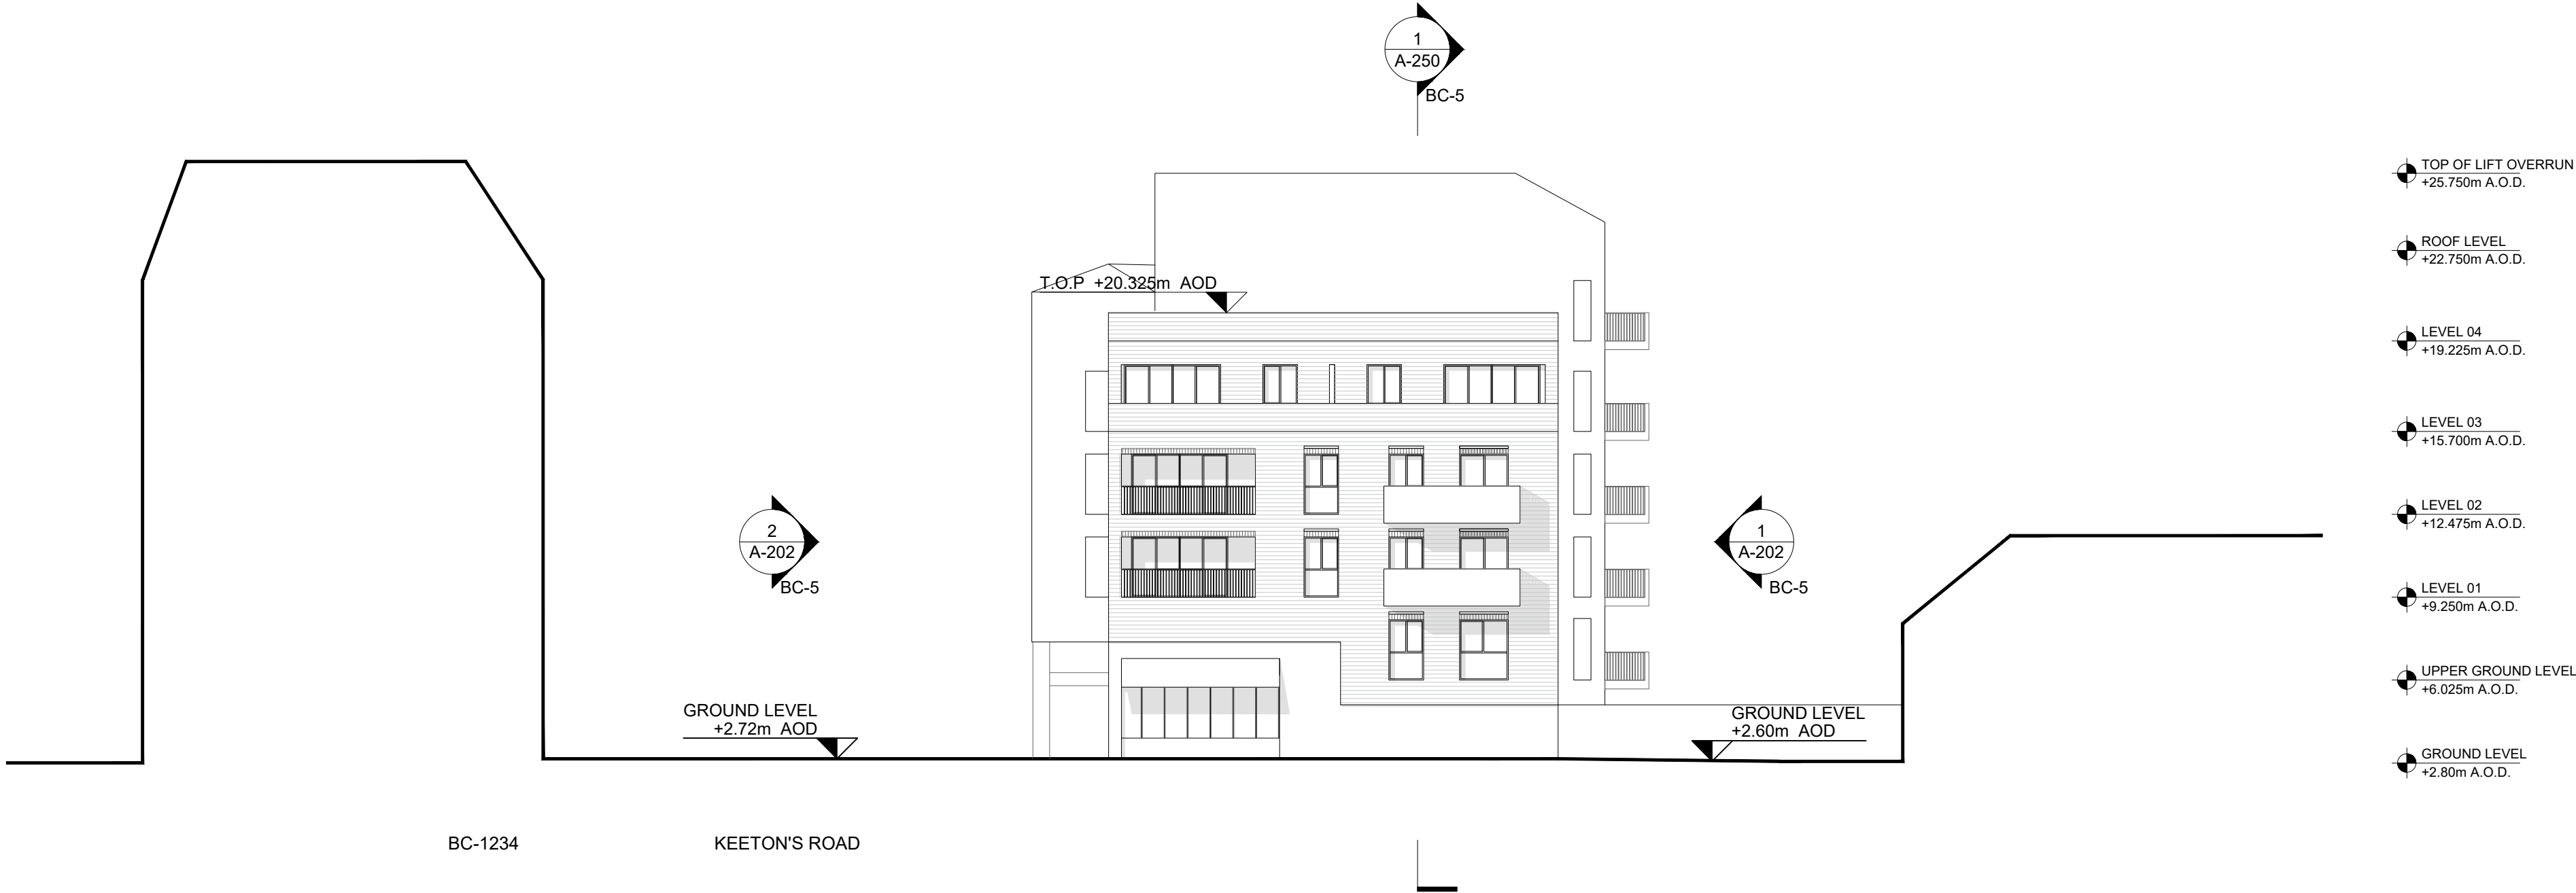 1
A-250
BC-5
TOP OF LIFT OVERRUN
+25.750m A.O.D.
ROOF LEVEL
+22.750m A.O.D.
T.O.P +20.325m AOD
LEVEL 04
+19.225m A.O.D.
LEVEL 03
+15.700m A.O.D.
LEVEL 02
+12.475m A.O.D.
2
A-202
BC-5
1
A-202
BC-5
LEVEL 01
+9.250m A.O.D.
UPPER GROUND LEVEL
+6.025m A.O.D.
GROUND LEVEL
+2.72m AOD
GROUND LEVEL
+2.60m AOD
GROUND LEVEL
+2.80m A.O.D.
BC-1234
KEETON'S ROAD